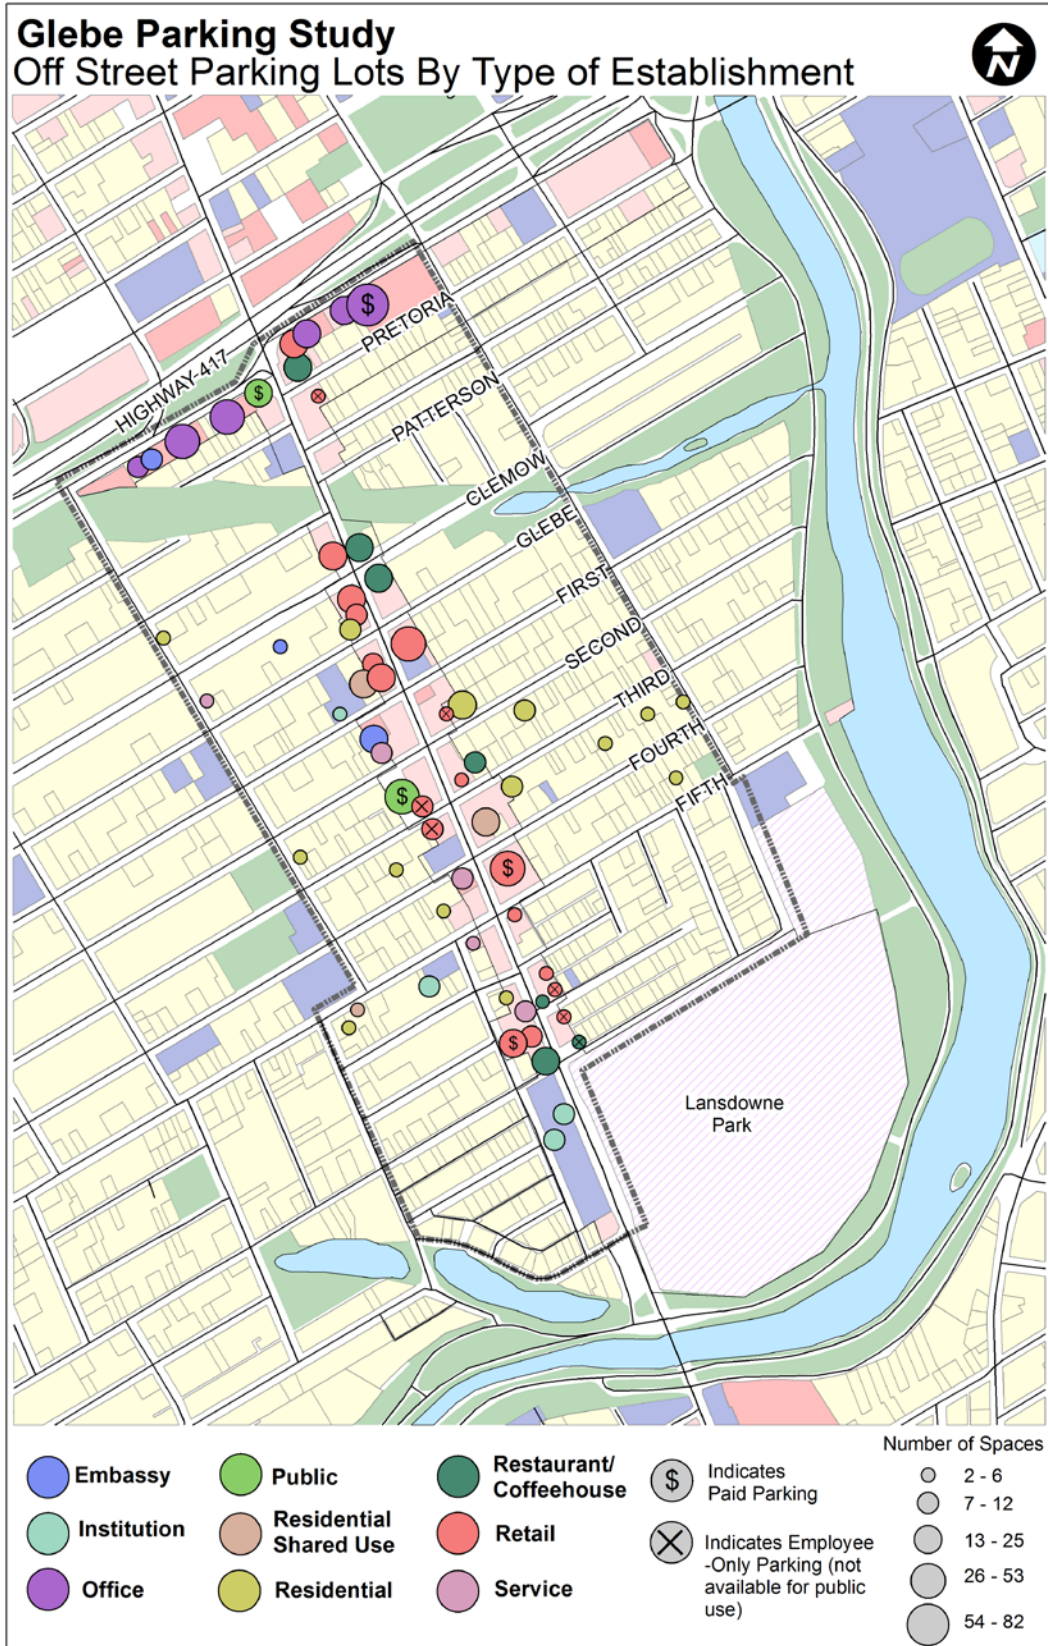 Glebe Parking Study
Off Street Parking Lots By Type of Establishment
N
HIGHWAY 417
PRETORIA
PATTERSON
CLEMOW
GLEBE
FIRST
SECOND
THIRD
FOURTH
FIFTH
$
$
$
$
$
Lansdowne
Park
Embassy
Institution
Office
Public
Residential
Shared Use
Residential
Restaurant/
Coffeehouse
Retail
Service
$
Indicates
Paid Parking
Indicates Employee
-Only Parking (not
available for public
use)
Number of Spaces
2 - 6
7 - 12
13 - 25
26 - 53
54 - 82